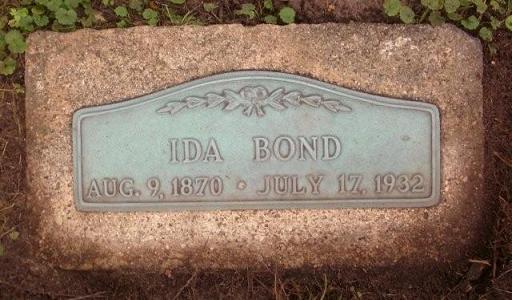 IDA BOND
AUG. 9, 1870 • JULY 17, 1932